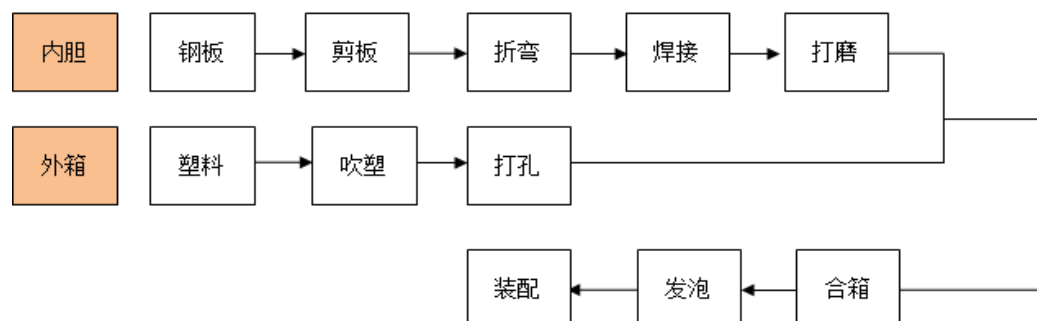 内胆 钢板 剪板 折弯 焊接 打磨
外箱 塑料 吹塑 打孔
装配 发泡 合箱